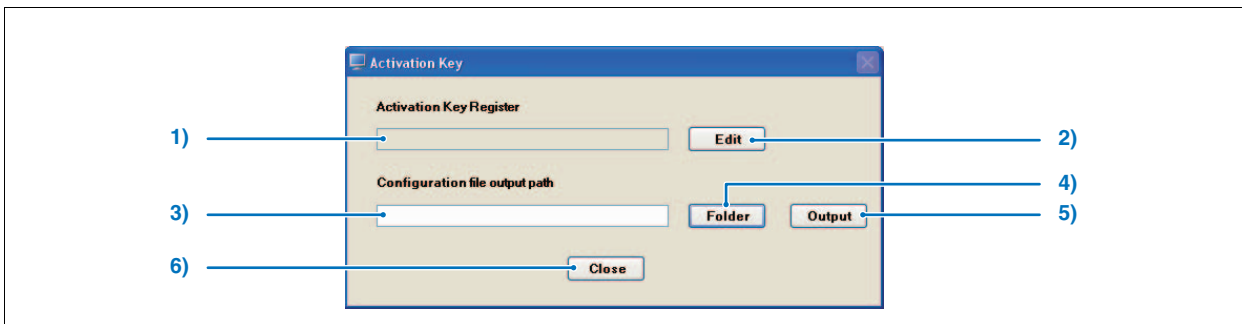 Activation Key
Activation Key Register
1) Edit 2)
Configuration file output path
4)
3) Folder Output 5)
6) Close